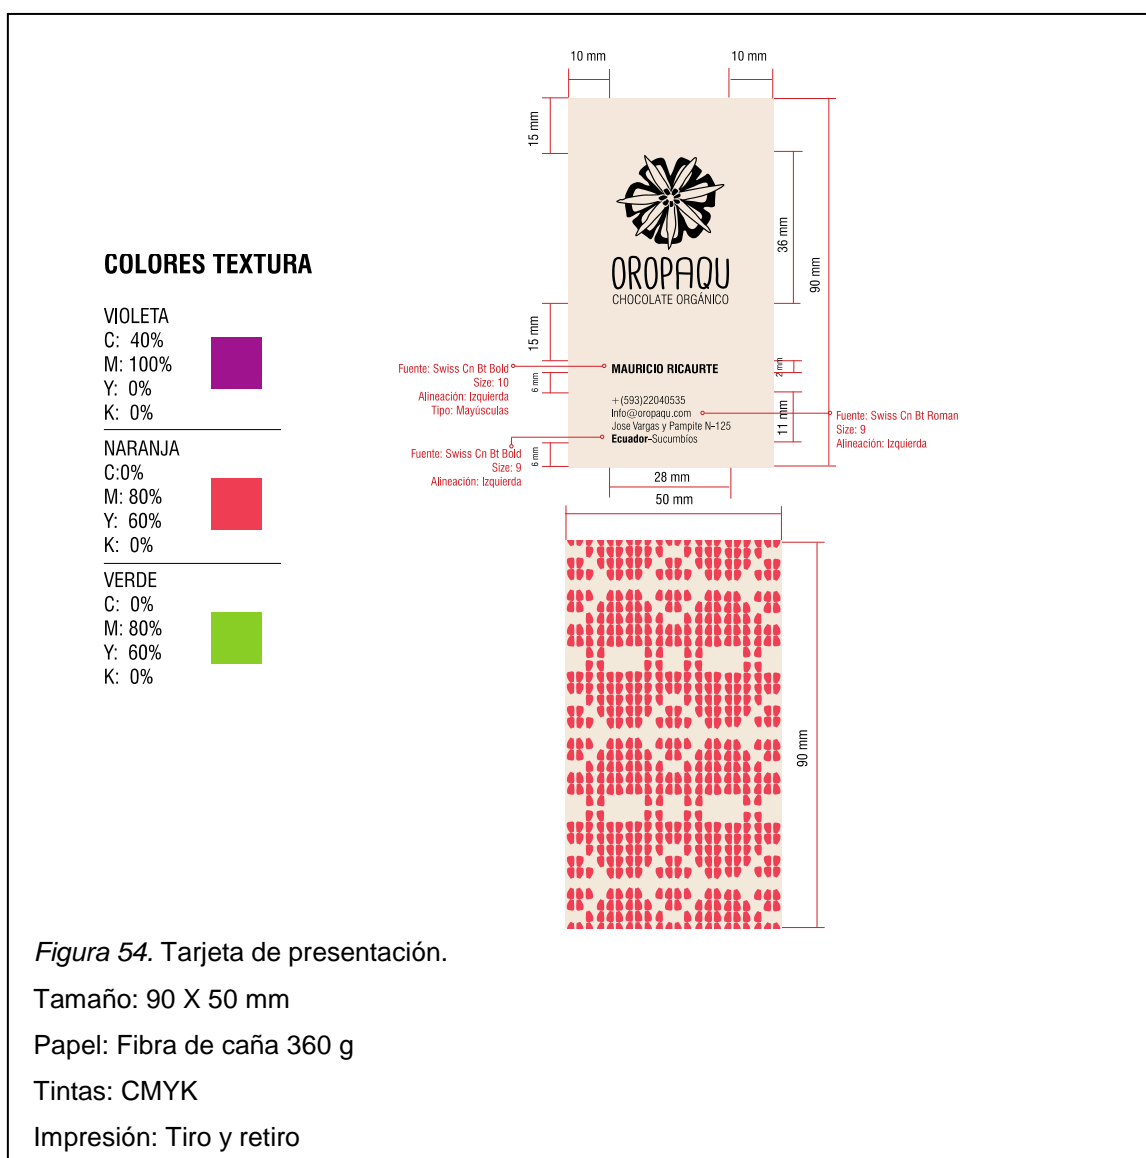 10 mm
10 mm
15 mm
36 mm
90 mm
OROPAQU
CHOCOLATE ORGÁNICO
15 mm
MAURICIO RICAURTE
2 mm
6 mm
+(593)22040535
Info@oropaqu.com
Jose Vargas y Pampite N-125
Ecuador-Sucumbíos
11 mm
6 mm
28 mm
50 mm
90 mm
Fuente: Swiss Cn Bt Bold
Size: 10
Alineación: Izquierda
Tipo: Mayúsculas
Fuente: Swiss Cn Bt Bold
Size: 9
Alineación: Izquierda
Fuente: Swiss Cn Bt Roman
Size: 9
Alineación: Izquierda
COLORES TEXTURA
VIOLETA
C: 40%
M: 100%
Y: 0%
K: 0%
NARANJA
C:0%
M: 80%
Y: 60%
K: 0%
VERDE
C: 0%
M: 80%
Y: 60%
K: 0%
Figura 54. Tarjeta de presentación.
Tamaño: 90 X 50 mm
Papel: Fibra de caña 360 g
Tintas: CMYK
Impresión: Tiro y retiro